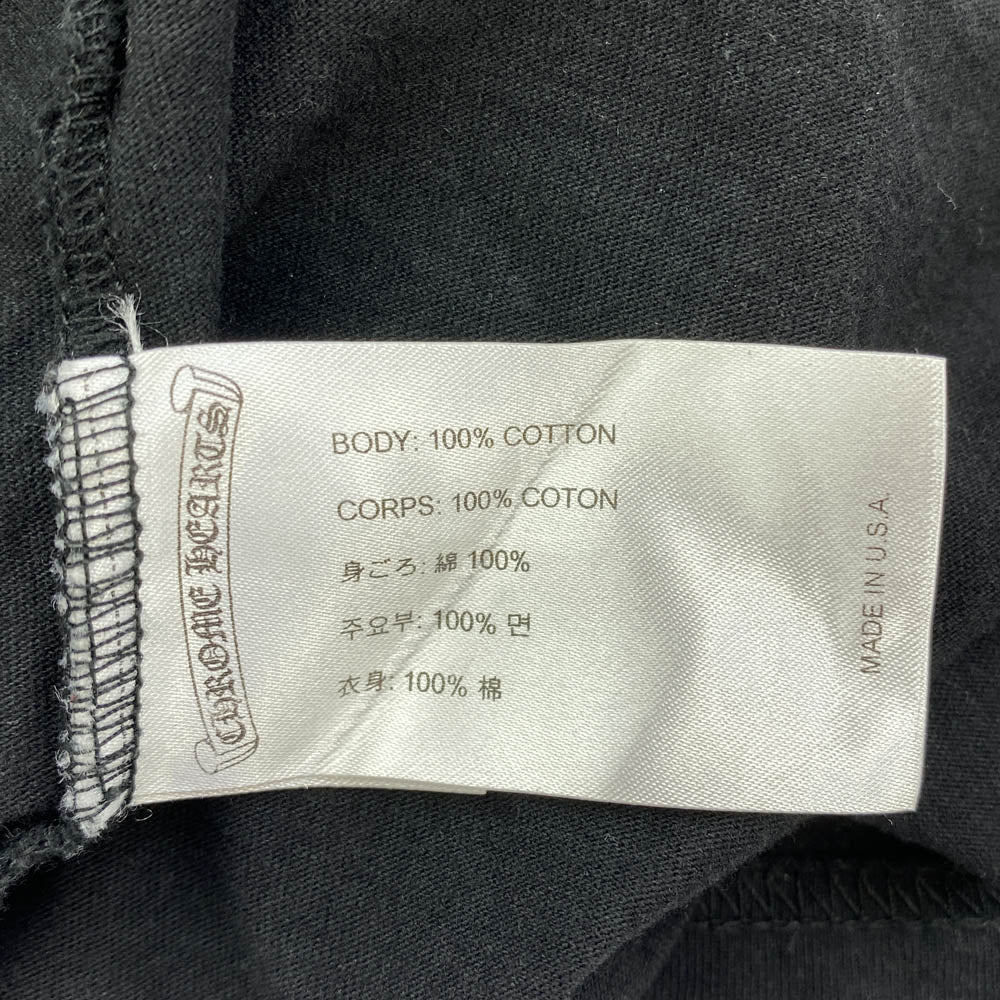 CHROME HEARTS
BODY: 100% COTTON
CORPS: 100% COTON
身ごろ: 綿 100%
주요부: 100% 면
衣身: 100% 棉
MADE IN U.S.A.